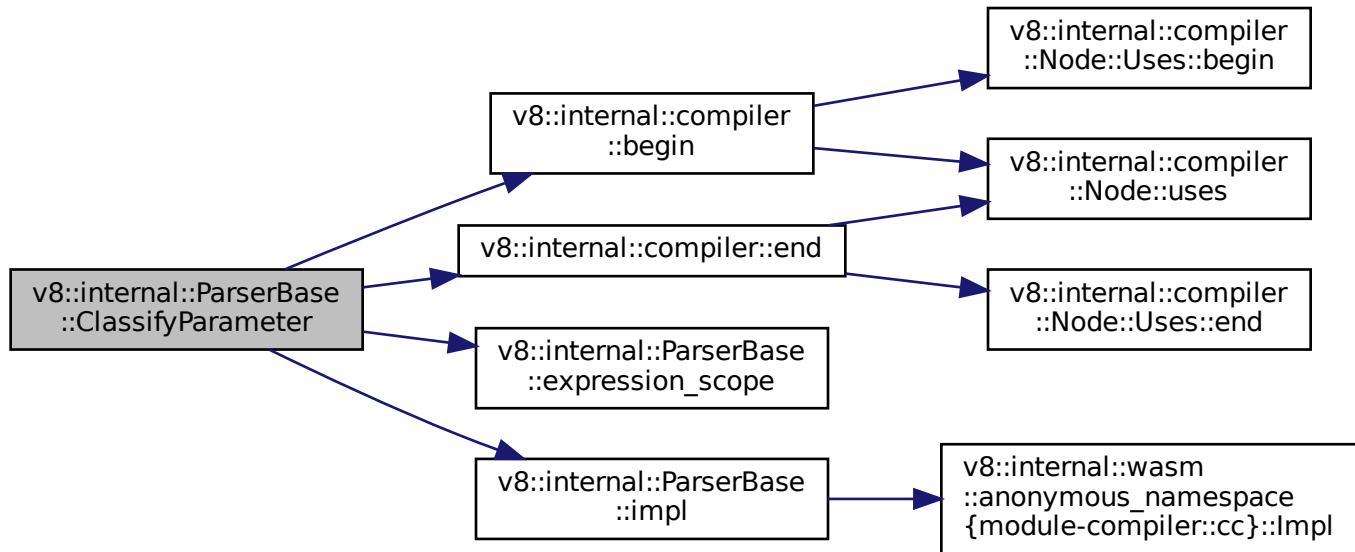 v8::internal::ParserBase
::ClassifyParameter
v8::internal::compiler
::begin
v8::internal::compiler
::Node::Uses::begin
v8::internal::compiler
::Node::uses
v8::internal::compiler::end
v8::internal::compiler
::Node::Uses::end
v8::internal::ParserBase
::expression_scope
v8::internal::ParserBase
::impl
v8::internal::wasm
::anonymous_namespace
{module-compiler::cc}::Impl